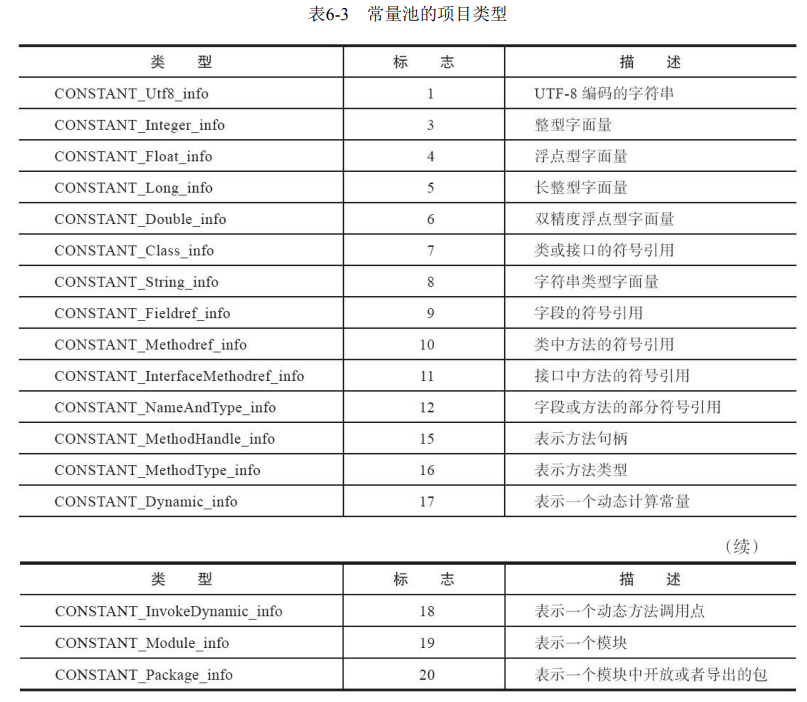 表6-3 常量池的项目类型
类 型 标 志 描 述
CONSTANT_Utf8_info 1 UTF-8 编码的字符串
CONSTANT_Integer_info 3 整型字面量
CONSTANT_Float_info 4 浮点型字面量
CONSTANT_Long_info 5 长整型字面量
CONSTANT_Double_info 6 双精度浮点型字面量
CONSTANT_Class_info 7 类或接口的符号引用
CONSTANT_String_info 8 字符串类型字面量
CONSTANT_Fieldref_info 9 字段的符号引用
CONSTANT_Methodref_info 10 类中方法的符号引用
CONSTANT_InterfaceMethodref_info 11 接口中方法的符号引用
CONSTANT_NameAndType_info 12 字段或方法的部分符号引用
CONSTANT_MethodHandle_info 15 表示方法句柄
CONSTANT_MethodType_info 16 表示方法类型
CONSTANT_Dynamic_info 17 表示一个动态计算常量
（续）
类 型 标 志 描 述
CONSTANT_InvokeDynamic_info 18 表示一个动态方法调用点
CONSTANT_Module_info 19 表示一个模块
CONSTANT_Package_info 20 表示一个模块中开放或者导出的包